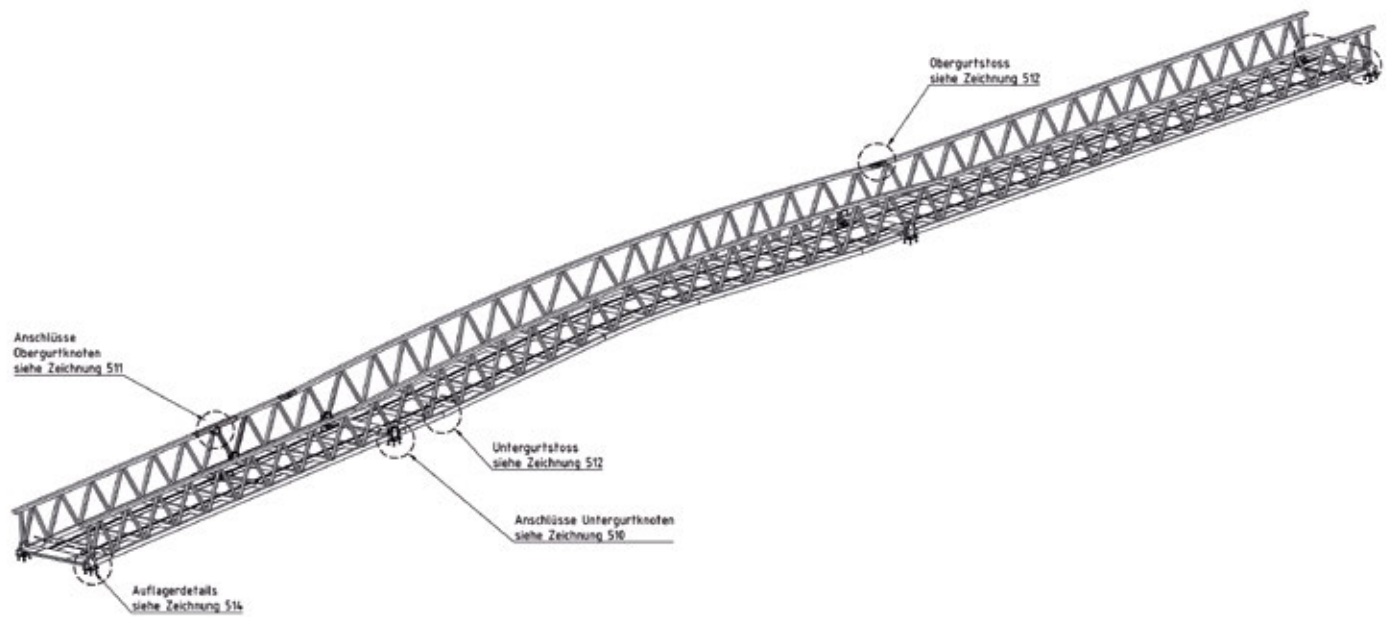 Obergurtstoss
siehe Zeichnung 512
Anschlüsse
Obergurtknoten
siehe Zeichnung 511
Untergurtstoss
siehe Zeichnung 512
Anschlüsse Untergurtknoten
siehe Zeichnung 510
Auflagerdetails
siehe Zeichnung 514